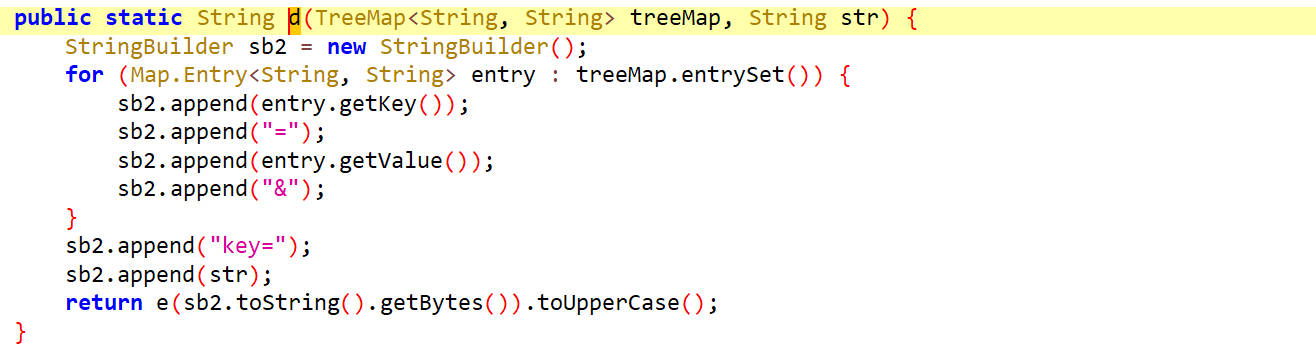 public static String d(TreeMap<String, String> treeMap, String str) {
    StringBuilder sb2 = new StringBuilder();
    for (Map.Entry<String, String> entry : treeMap.entrySet()) {
        sb2.append(entry.getKey());
        sb2.append("=");
        sb2.append(entry.getValue());
        sb2.append("&");
    }
    sb2.append("key=");
    sb2.append(str);
    return e(sb2.toString().getBytes()).toUpperCase();
}